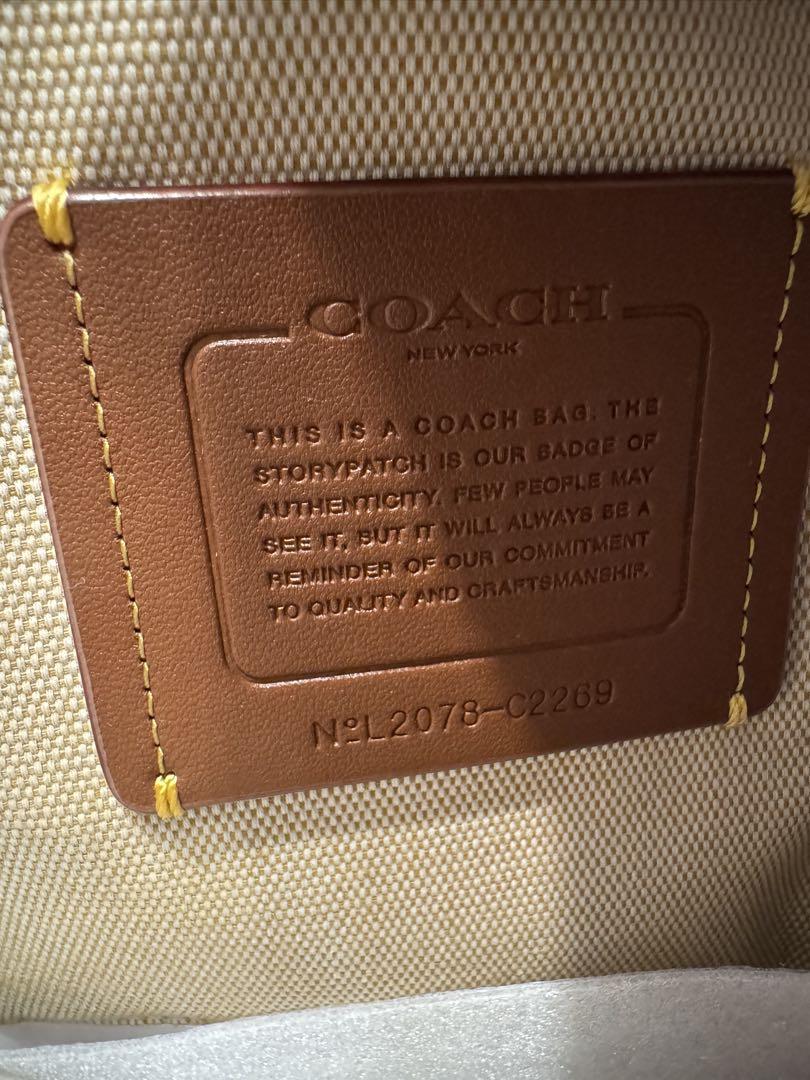 COACH
NEW YORK
THIS IS A COACH BAG: THE
STORYPATCH IS OUR BADGE OF
AUTHENTICITY. FEW PEOPLE MAY
SEE IT, BUT IT WILL ALWAYS BE A
REMINDER OF OUR COMMITMENT
TO QUALITY AND CRAFTSMANSHIP.
NºL2078-C2269